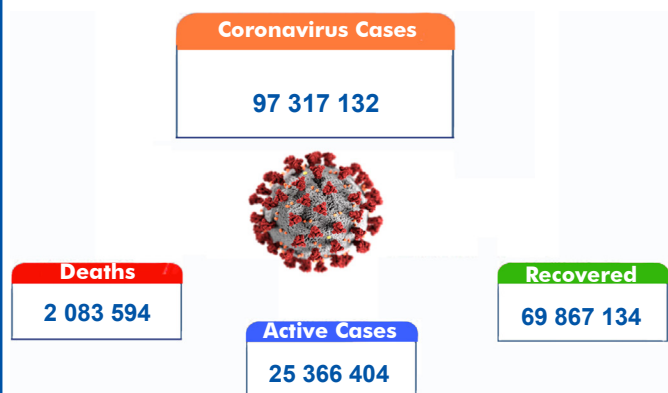 Coronavirus Cases
97 317 132
Deaths
2 083 594
Recovered
69 867 134
Active Cases
25 366 404